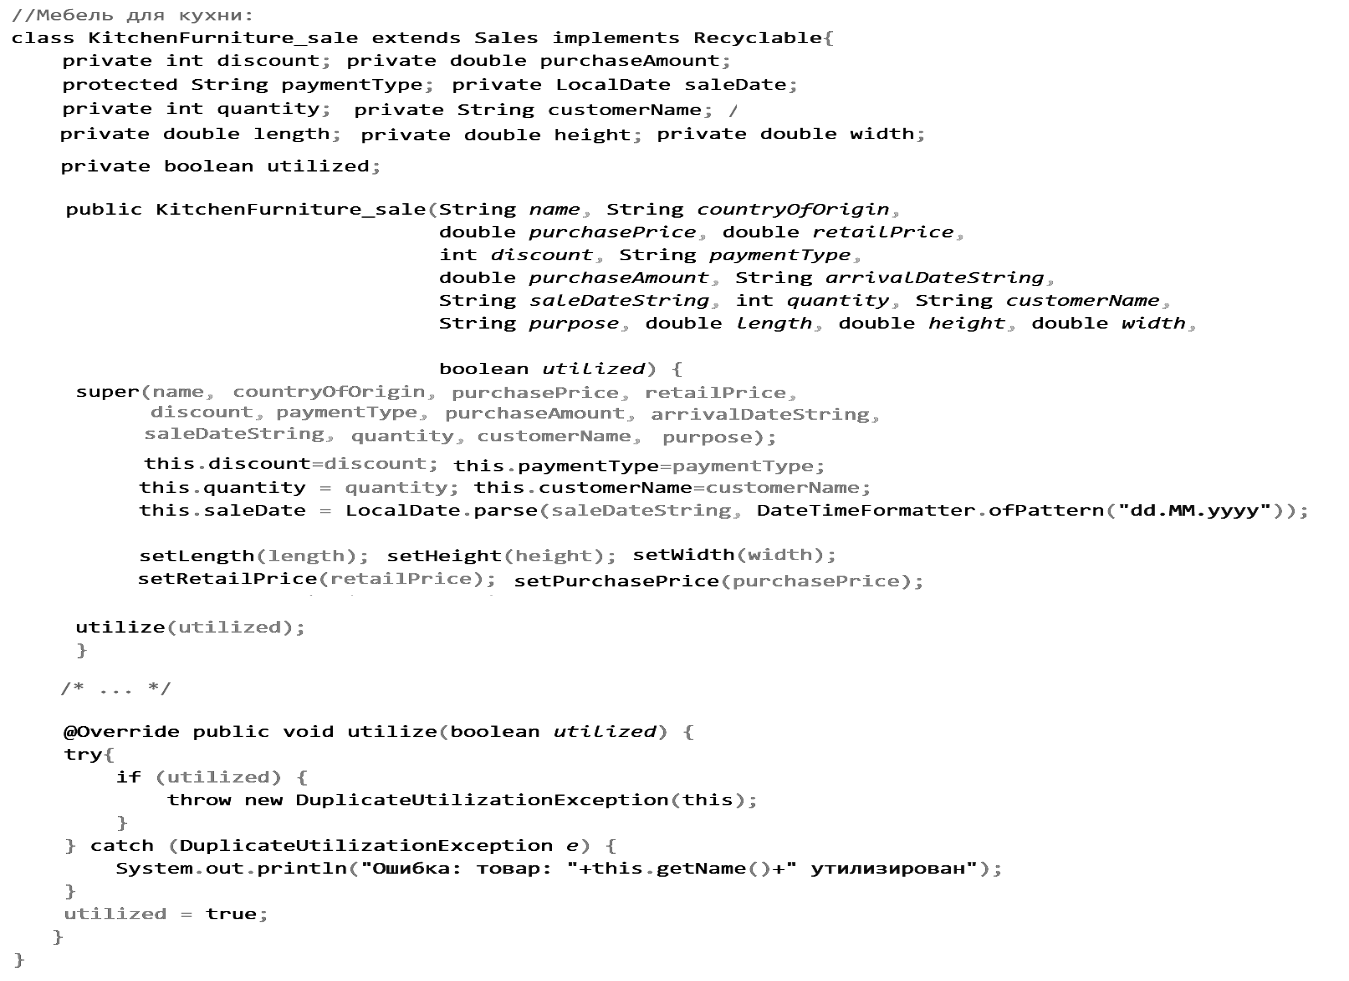 //Мебель для кухни:
class KitchenFurniture_sale extends Sales implements Recyclable{
private int discount; private double purchaseAmount;
protected String paymentType; private LocalDate saleDate;
private int quantity; private String customerName; /
private double length; private double height; private double width;
private boolean utilized;
public KitchenFurniture_sale(String name, String countryOfOrigin,
double purchasePrice, double retailPrice,
int discount, String paymentType,
double purchaseAmount, String arrivalDateString,
String saleDateString, int quantity, String customerName,
String purpose, double length, double height, double width,
boolean utilized) {
super(name, countryOfOrigin, purchasePrice, retailPrice,
discount, paymentType, purchaseAmount, arrivalDateString,
saleDateString, quantity, customerName, purpose);
this.discount=discount; this.paymentType=paymentType;
this.quantity = quantity; this.customerName=customerName;
this.saleDate = LocalDate.parse(saleDateString, DateTimeFormatter.ofPattern("dd.MM.yyyy"));
setLength(length); setHeight(height); setWidth(width);
setRetailPrice(retailPrice); setPurchasePrice(purchasePrice);
utilize(utilized);
}
/* ... */
@Override public void utilize(boolean utilized) {
try{
if (utilized) {
throw new DuplicateUtilizationException(this);
}
} catch (DuplicateUtilizationException e) {
System.out.println("Ошибка: товар: "+this.getName()+" утилизирован");
}
utilized = true;
}
}